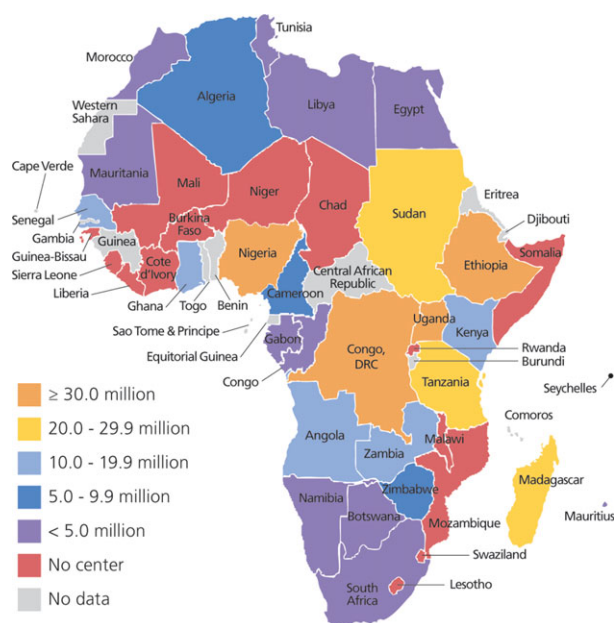 Tunisia
Morocco
Algeria
Libya
Egypt
Western
Sahara
Cape Verde
Mauritania
Mali
Niger
Chad
Sudan
Eritrea
Senegal
Gambia
Djibouti
Burkina
Faso
Guinea
Guinea-Bissau
Nigeria
Ethiopia
Somalia
Sierra Leone
Cote
d'Ivory
Central African
Republic
Liberia
Ghana
Togo
Benin
Cameroon
Sao Tome & Principe
Uganda
Kenya
Equitorial Guinea
Gabon
Congo,
DRC
Rwanda
Burundi
Congo
Tanzania
Seychelles
≥ 30.0 million
20.0 - 29.9 million
10.0 - 19.9 million
5.0 - 9.9 million
< 5.0 million
No center
No data
Comoros
Angola
Malawi
Zambia
Madagascar
Zimbabwe
Namibia
Botswana
Mozambique
Mauritius
Swaziland
South
Africa
Lesotho